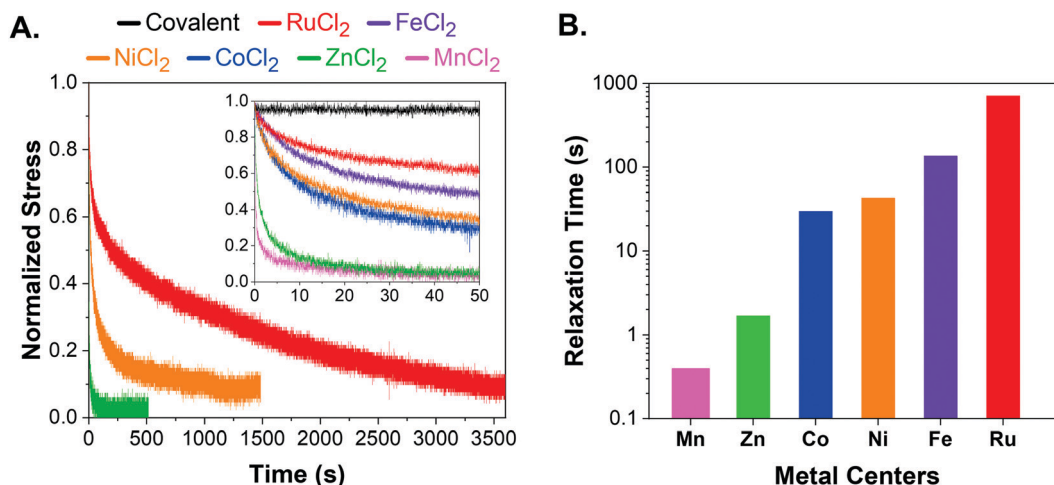 A.
Covalent RuCl₂ FeCl₂
NiCl₂ CoCl₂ ZnCl₂ MnCl₂
Normalized Stress
1.0
0.8
0.6
0.4
0.2
0.0
0 500 1000 1500 2000 2500 3000 3500
Time (s)
1.0
0.8
0.6
0.4
0.2
0.0
0 10 20 30 40 50
B.
Relaxation Time (s)
1000
100
10
1
0.1
Mn Zn Co Ni Fe Ru
Metal Centers